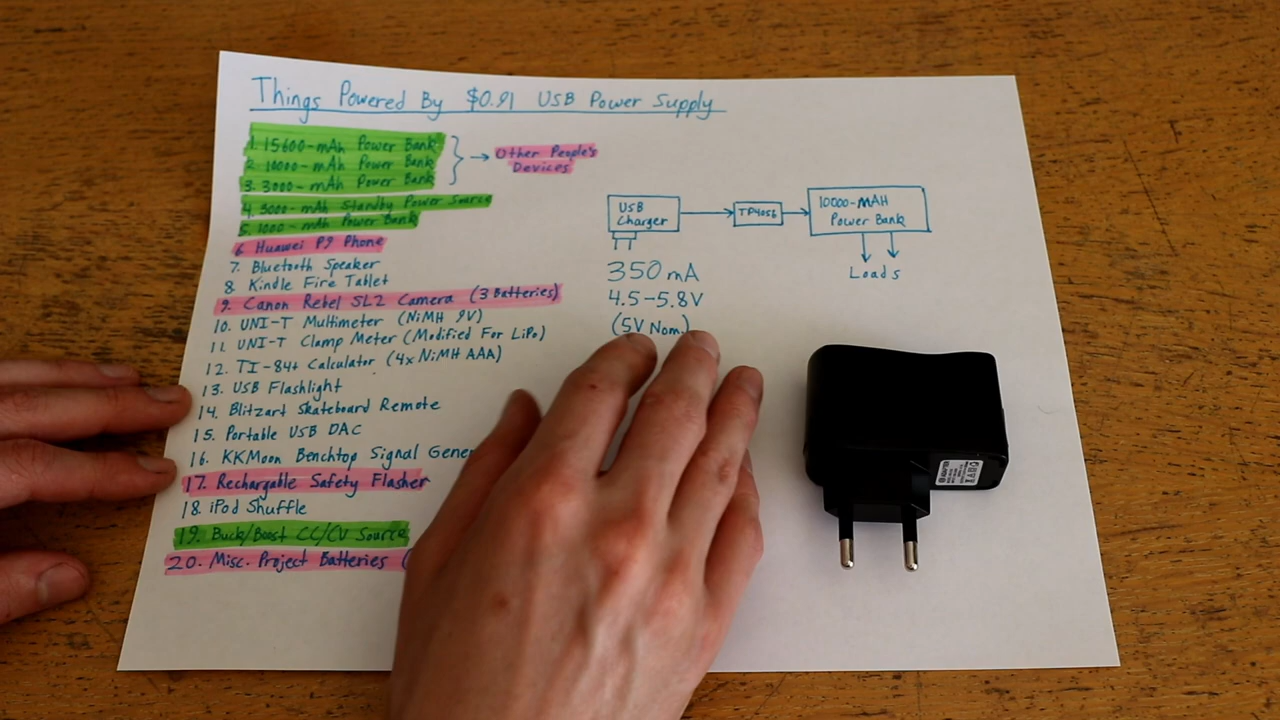 Things Powered By $0.91 USB Power Supply
1. 15600-mAh Power Bank
2. 10000-mAh Power Bank
3. 3000-mAh Power Bank
→ Other People's
Devices
4. 3000-mAh Standby Power Source
5. 1000-mAh Power Bank
6. Huawei P9 Phone
7. Bluetooth Speaker
8. Kindle Fire Tablet
9. Canon Rebel SL2 Camera (3 Batteries)
10. UNI-T Multimeter (NiMH 9V)
11. UNI-T Clamp Meter (Modified For LiPo)
12. TI-84+ Calculator (4x NiMH AAA)
13. USB Flashlight
14. Blitzart Skateboard Remote
15. Portable USB DAC
16. KKMoon Benchtop Signal Gener
17. Rechargable Safety Flasher
18. iPod Shuffle
19. Buck/Boost CC/CV Source
20. Misc. Project Batteries (
USB
Charger
TP4056
10000-MAH
Power Bank
Loads
350mA
4.5-5.8V
(5V Nom.)